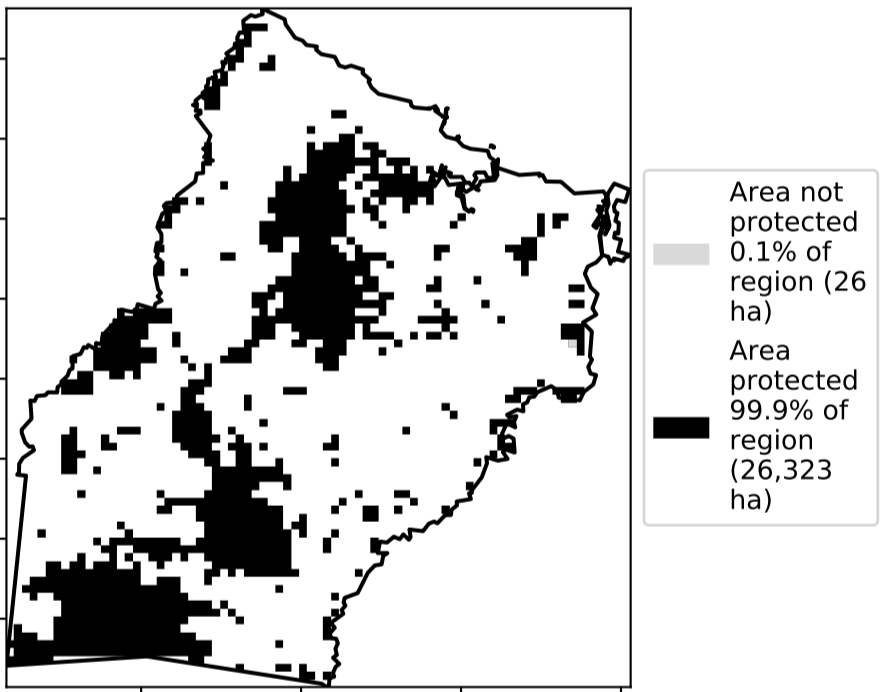 Area not
protected
0.1% of
region (26
ha)
Area
protected
99.9% of
region
(26,323
ha)